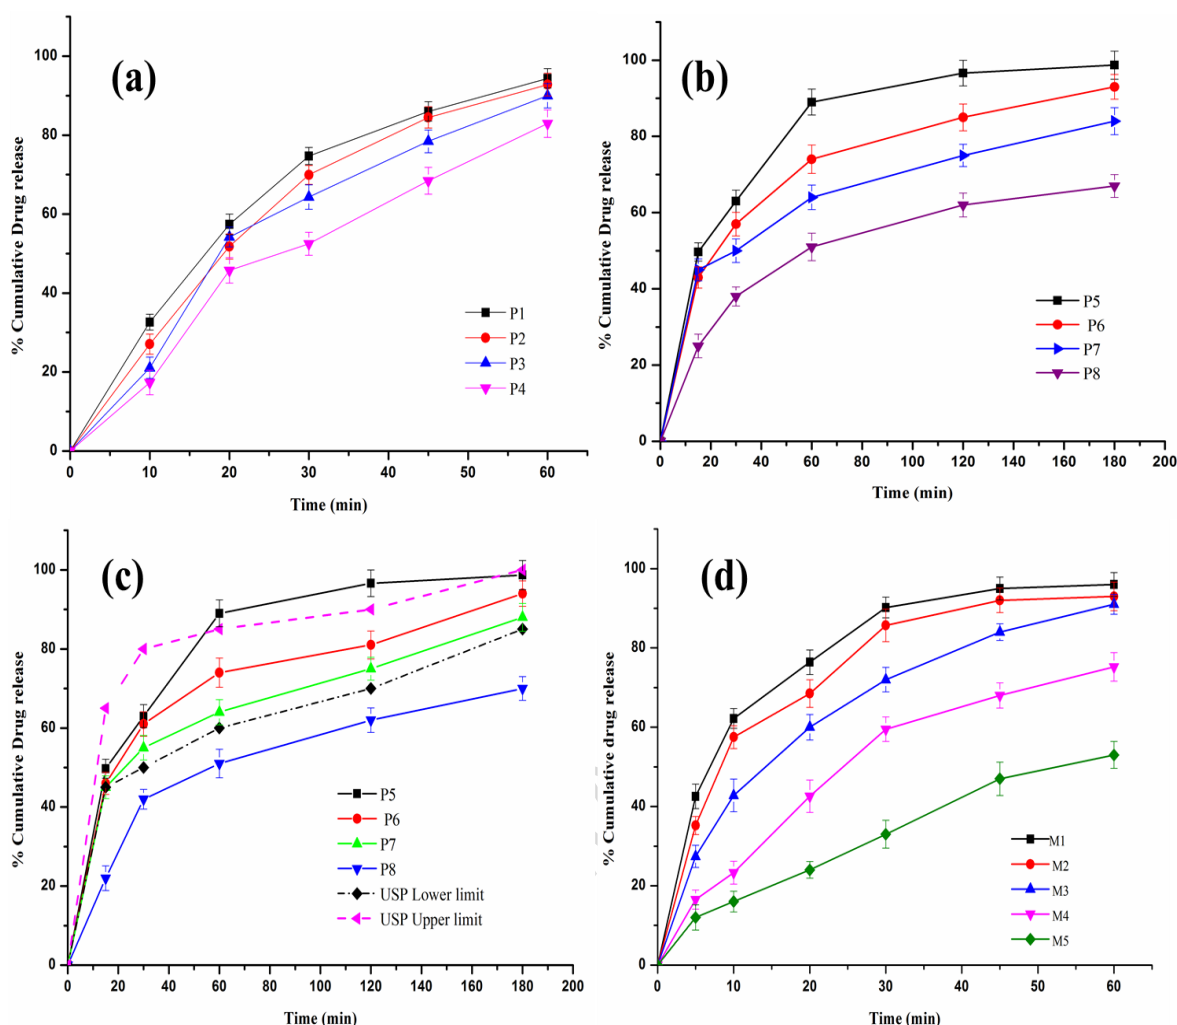 (a)
% Cumulative Drug release
100
80
60
40
20
0
0 10 20 30 40 50 60
Time (min)
P1
P2
P3
P4
(b)
% Cumulative Drug release
100
80
60
40
20
0
0 20 40 60 80 100 120 140 160 180 200
Time (min)
P5
P6
P7
P8
(c)
% Cumulative Drug release
100
80
60
40
20
0
0 20 40 60 80 100 120 140 160 180 200
Time (min)
P5
P6
P7
P8
USP Lower limit
USP Upper limit
(d)
% Cumulative drug release
100
80
60
40
20
0
0 10 20 30 40 50 60
Time (min)
M1
M2
M3
M4
M5